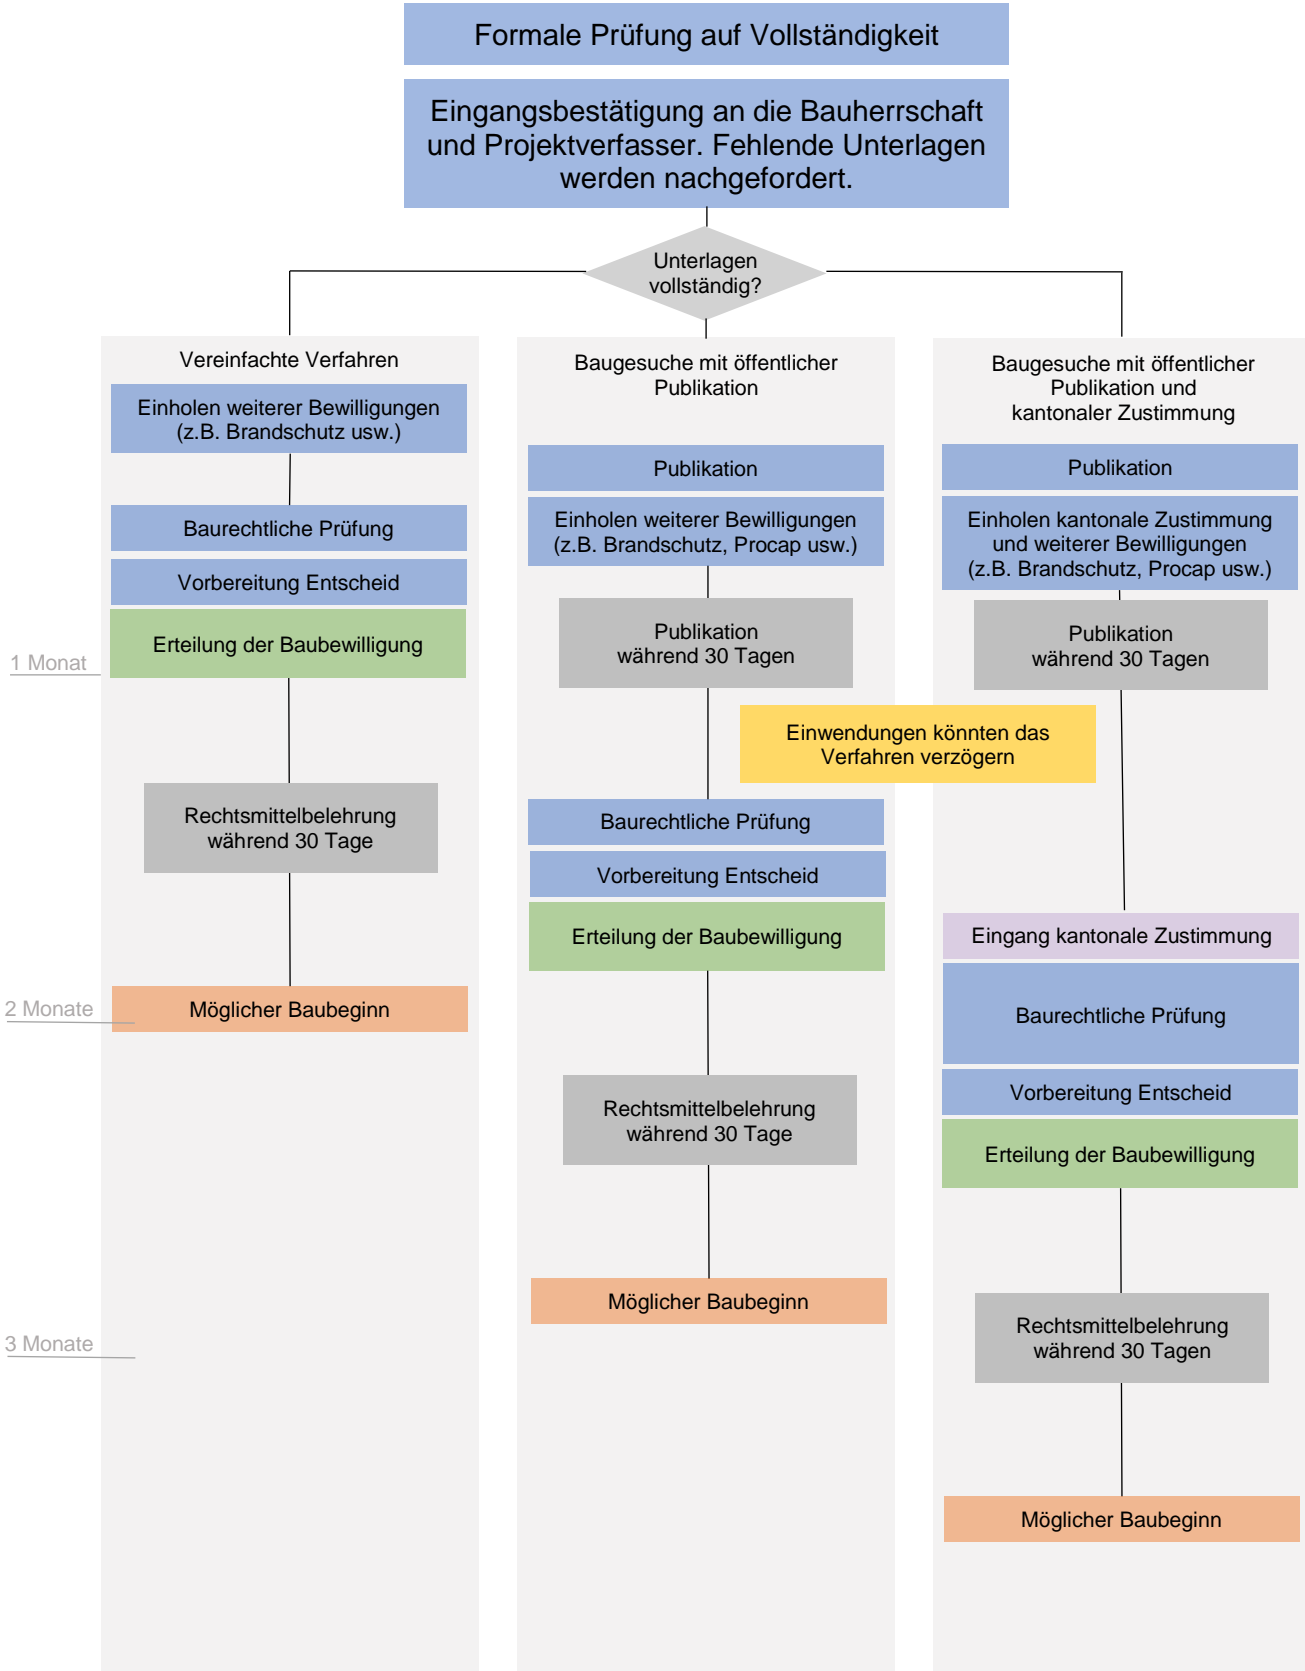 Formale Prüfung auf Vollständigkeit
Eingangsbestätigung an die Bauherrschaft
und Projektverfasser. Fehlende Unterlagen
werden nachgefordert.
Unterlagen
vollständig?
Vereinfachte Verfahren
Einholen weiterer Bewilligungen
(z.B. Brandschutz usw.)
Baurechtliche Prüfung
Vorbereitung Entscheid
Erteilung der Baubewilligung
1 Monat
Rechtsmittelbelehrung
während 30 Tage
2 Monate
Möglicher Baubeginn
3 Monate
Baugesuche mit öffentlicher
Publikation
Publikation
Einholen weiterer Bewilligungen
(z.B. Brandschutz, Procap usw.)
Publikation
während 30 Tagen
Einwendungen könnten das
Verfahren verzögern
Baurechtliche Prüfung
Vorbereitung Entscheid
Erteilung der Baubewilligung
Rechtsmittelbelehrung
während 30 Tage
Möglicher Baubeginn
Baugesuche mit öffentlicher
Publikation und
kantonaler Zustimmung
Publikation
Einholen kantonale Zustimmung
und weiterer Bewilligungen
(z.B. Brandschutz, Procap usw.)
Publikation
während 30 Tagen
Eingang kantonale Zustimmung
Baurechtliche Prüfung
Vorbereitung Entscheid
Erteilung der Baubewilligung
Rechtsmittelbelehrung
während 30 Tagen
Möglicher Baubeginn